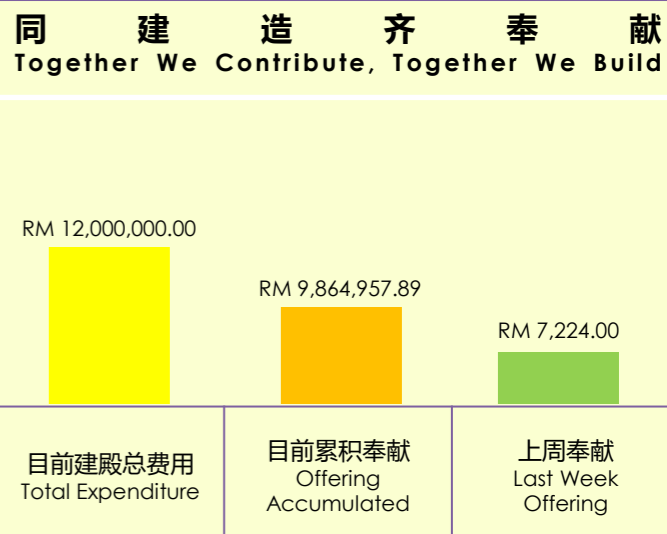 同建造齐奉献
Together We Contribute, Together We Build
RM 12,000,000.00
RM 9,864,957.89
RM 7,224.00
目前建殿总费用
Total Expenditure
目前累积奉献
Offering
Accumulated
上周奉献
Last Week
Offering